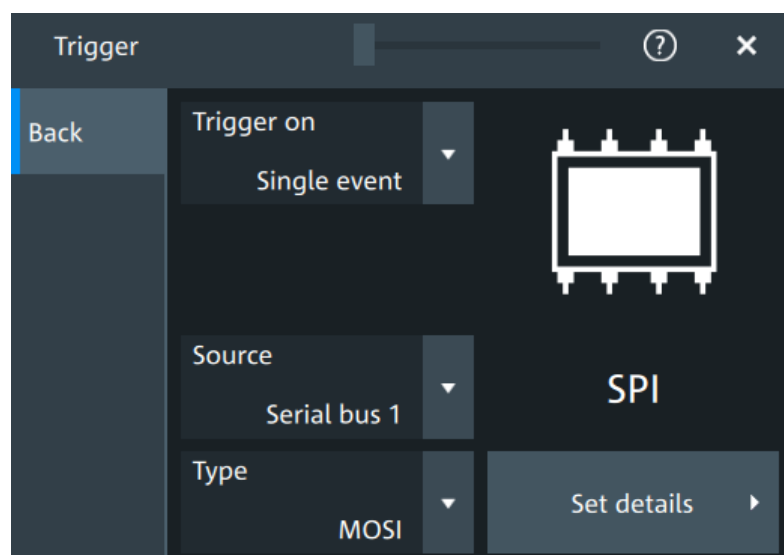 Trigger
?
Back
Trigger on
Single event
Source
Serial bus 1
SPI
Type
MOSI
Set details